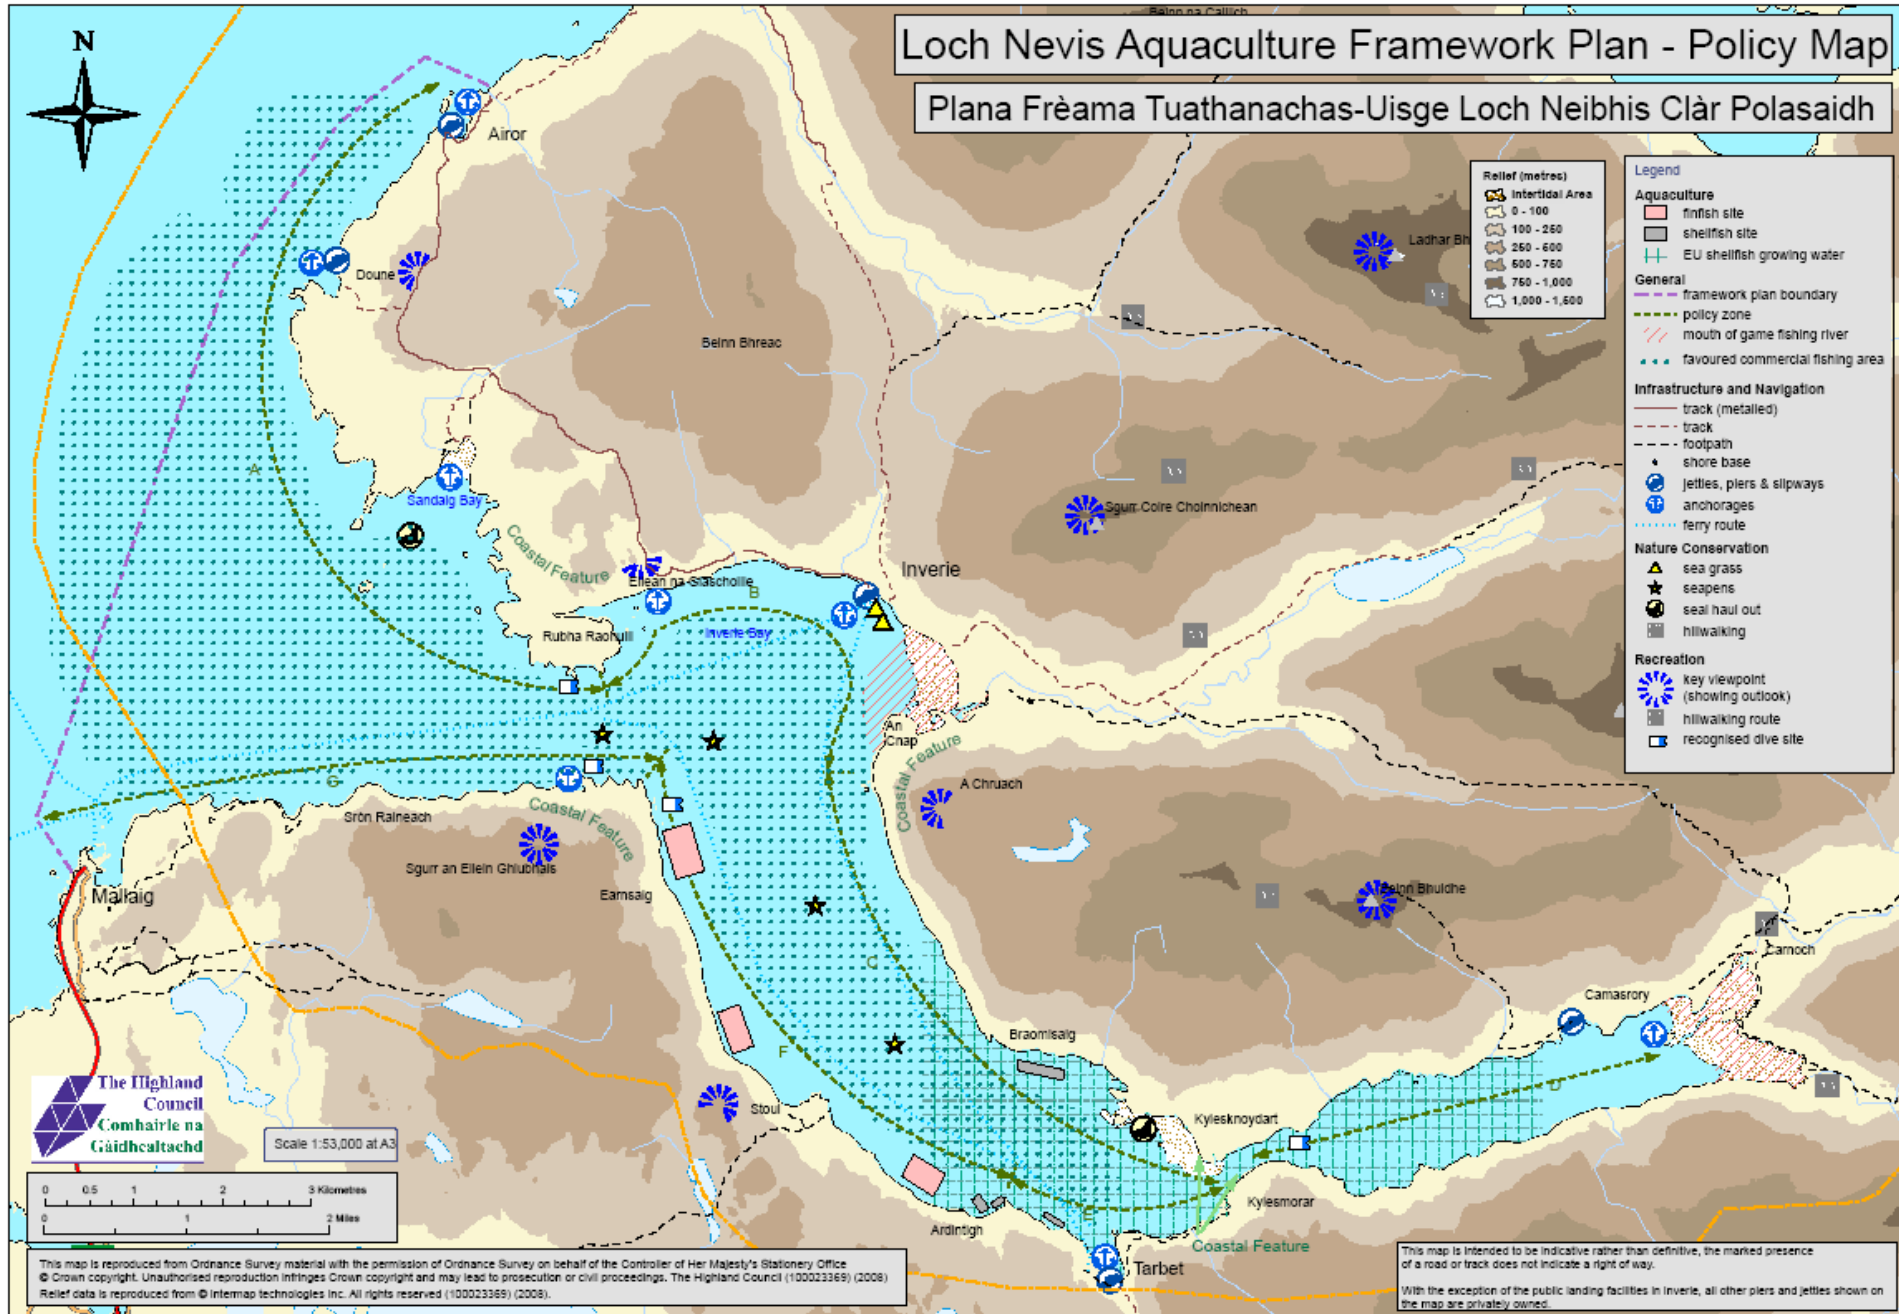 Beinn na Caillich
Loch Nevis Aquaculture Framework Plan - Policy Map
Plana Frèama Tuathanachas-Uisge Loch Neibhis Clàr Polasaidh
N
Airor
Doune
Beinn Bhreac
Ladhar Bh
Relief (metres)
Intertidal Area
0 - 100
100 - 250
250 - 500
500 - 750
750 - 1,000
1,000 - 1,500
Legend
Aquaculture
finfish site
shellfish site
EU shellfish growing water
General
framework plan boundary
policy zone
mouth of game fishing river
favoured commercial fishing area
Infrastructure and Navigation
track (metalled)
track
footpath
shore base
jetties, piers & slipways
anchorages
ferry route
Nature Conservation
sea grass
seapens
seal haul out
hillwalking
Recreation
key viewpoint
(showing outlook)
hillwalking route
recognised dive site
A
Sandaig Bay
Coastal Feature
Sgurr Coire Choinnichean
Eilean na Glaschoille
B
Inverie
Rubha Raonuill
Inverie Bay
An
Cnap
Coastal Feature
A Chruach
G
Sròn Raineach
Coastal Feature
Sgurr an Eilein Ghiubhais
Earnsaig
Mallaig
Beinn Bhuidhe
Carnoch
C
Camasrory
Braomisaig
F
Stoul
D
Kylesknoydart
Kylesmorar
E
Ardintigh
Coastal Feature
Tarbet
The Highland
Council
Comhairle na
Gàidhealtachd
Scale 1:53,000 at A3
0 0.5 1 2 3 Kilometres
0 1 2 Miles
This map is reproduced from Ordnance Survey material with the permission of Ordnance Survey on behalf of the Controller of Her Majesty's Stationery Office
© Crown copyright. Unauthorised reproduction infringes Crown copyright and may lead to prosecution or civil proceedings. The Highland Council (100023369) (2008)
Relief data is reproduced from © Intermap technologies Inc. All rights reserved (100023369) (2008).
This map is intended to be indicative rather than definitive, the marked presence
of a road or track does not indicate a right of way.
With the exception of the public landing facilities in Inverie, all other piers and jetties shown on
the map are privately owned.